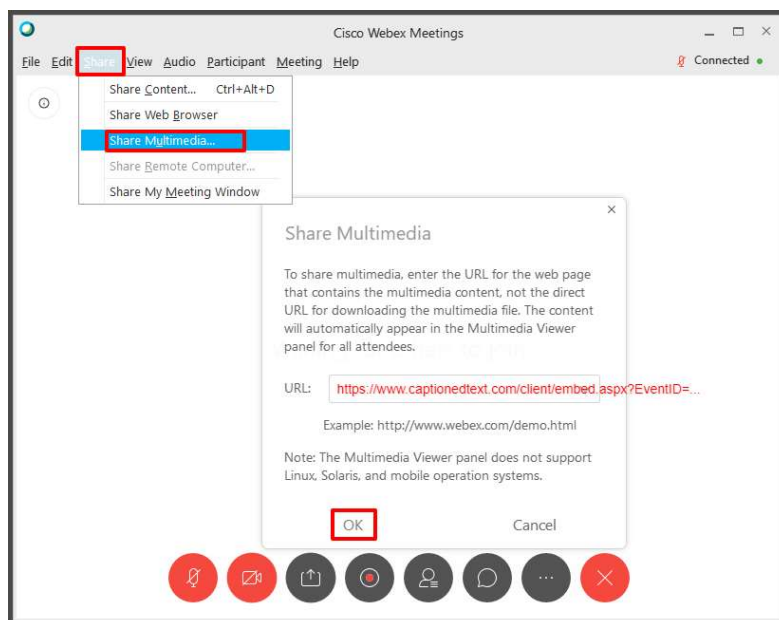 Cisco Webex Meetings
File Edit Share View Audio Participant Meeting Help
Connected
Share Content... Ctrl+Alt+D
Share Web Browser
Share Multimedia...
Share Remote Computer...
Share My Meeting Window
Share Multimedia
To share multimedia, enter the URL for the web page
that contains the multimedia content, not the direct
URL for downloading the multimedia file. The content
will automatically appear in the Multimedia Viewer
panel for all attendees.
URL: https://www.captionedtext.com/client/embed.aspx?EventID=...
Example: http://www.webex.com/demo.html
Note: The Multimedia Viewer panel does not support
Linux, Solaris, and mobile operation systems.
OK Cancel